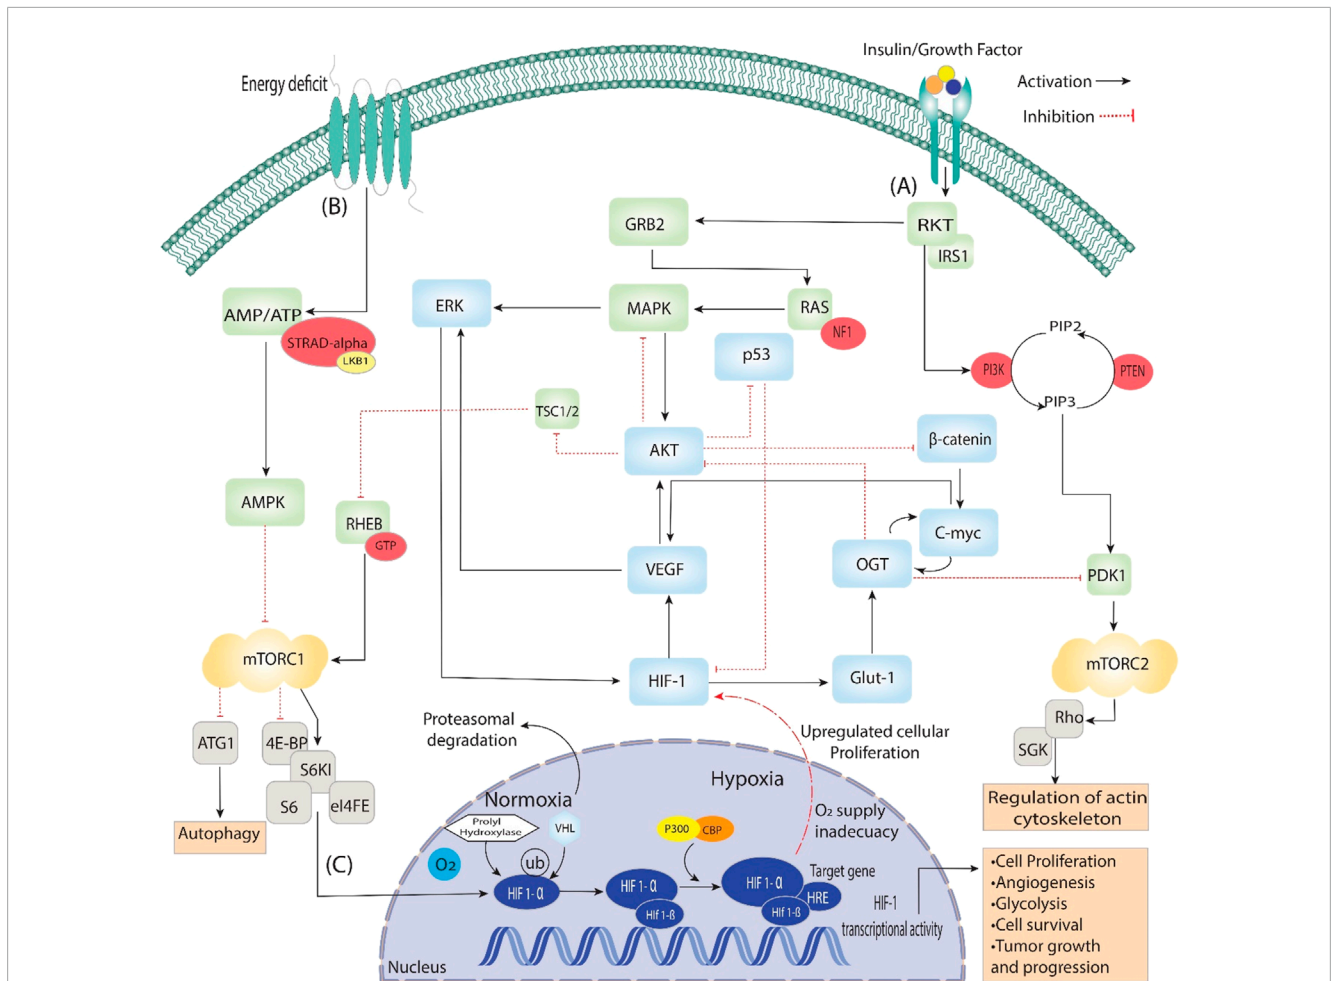 Insulin/Growth Factor
Energy deficit
Activation
Inhibition
(A)
(B)
GRB2
RKT
IRS1
ERK
MAPK
RAS
NF1
AMP/ATP
STRAD-alpha
LKB1
p53
PIP2
PI3K
PTEN
PIP3
TSC1/2
AKT
β-catenin
AMPK
RHEB
GTP
C-myc
VEGF
OGT
PDK1
mTORC1
HIF-1
Glut-1
mTORC2
ATG1
4E-BP
S6KI
S6
eI4FE
Autophagy
Proteasomal
degradation
Upregulated cellular
Proliferation
Rho
SGK
Regulation of actin
cytoskeleton
Hypoxia
Normoxia
O2 supply
inadecuacy
Prolyl
Hydroxylase
VHL
P300
CBP
(C)
O2
ub
HIF 1- α
HIF 1- α
HIf 1-ß
HIF 1- α
HIf 1-ß
HRE
Target gene
HIF-1
transcriptional activity
Nucleus
•Cell Proliferation
•Angiogenesis
•Glycolysis
•Cell survival
•Tumor growth
and progression